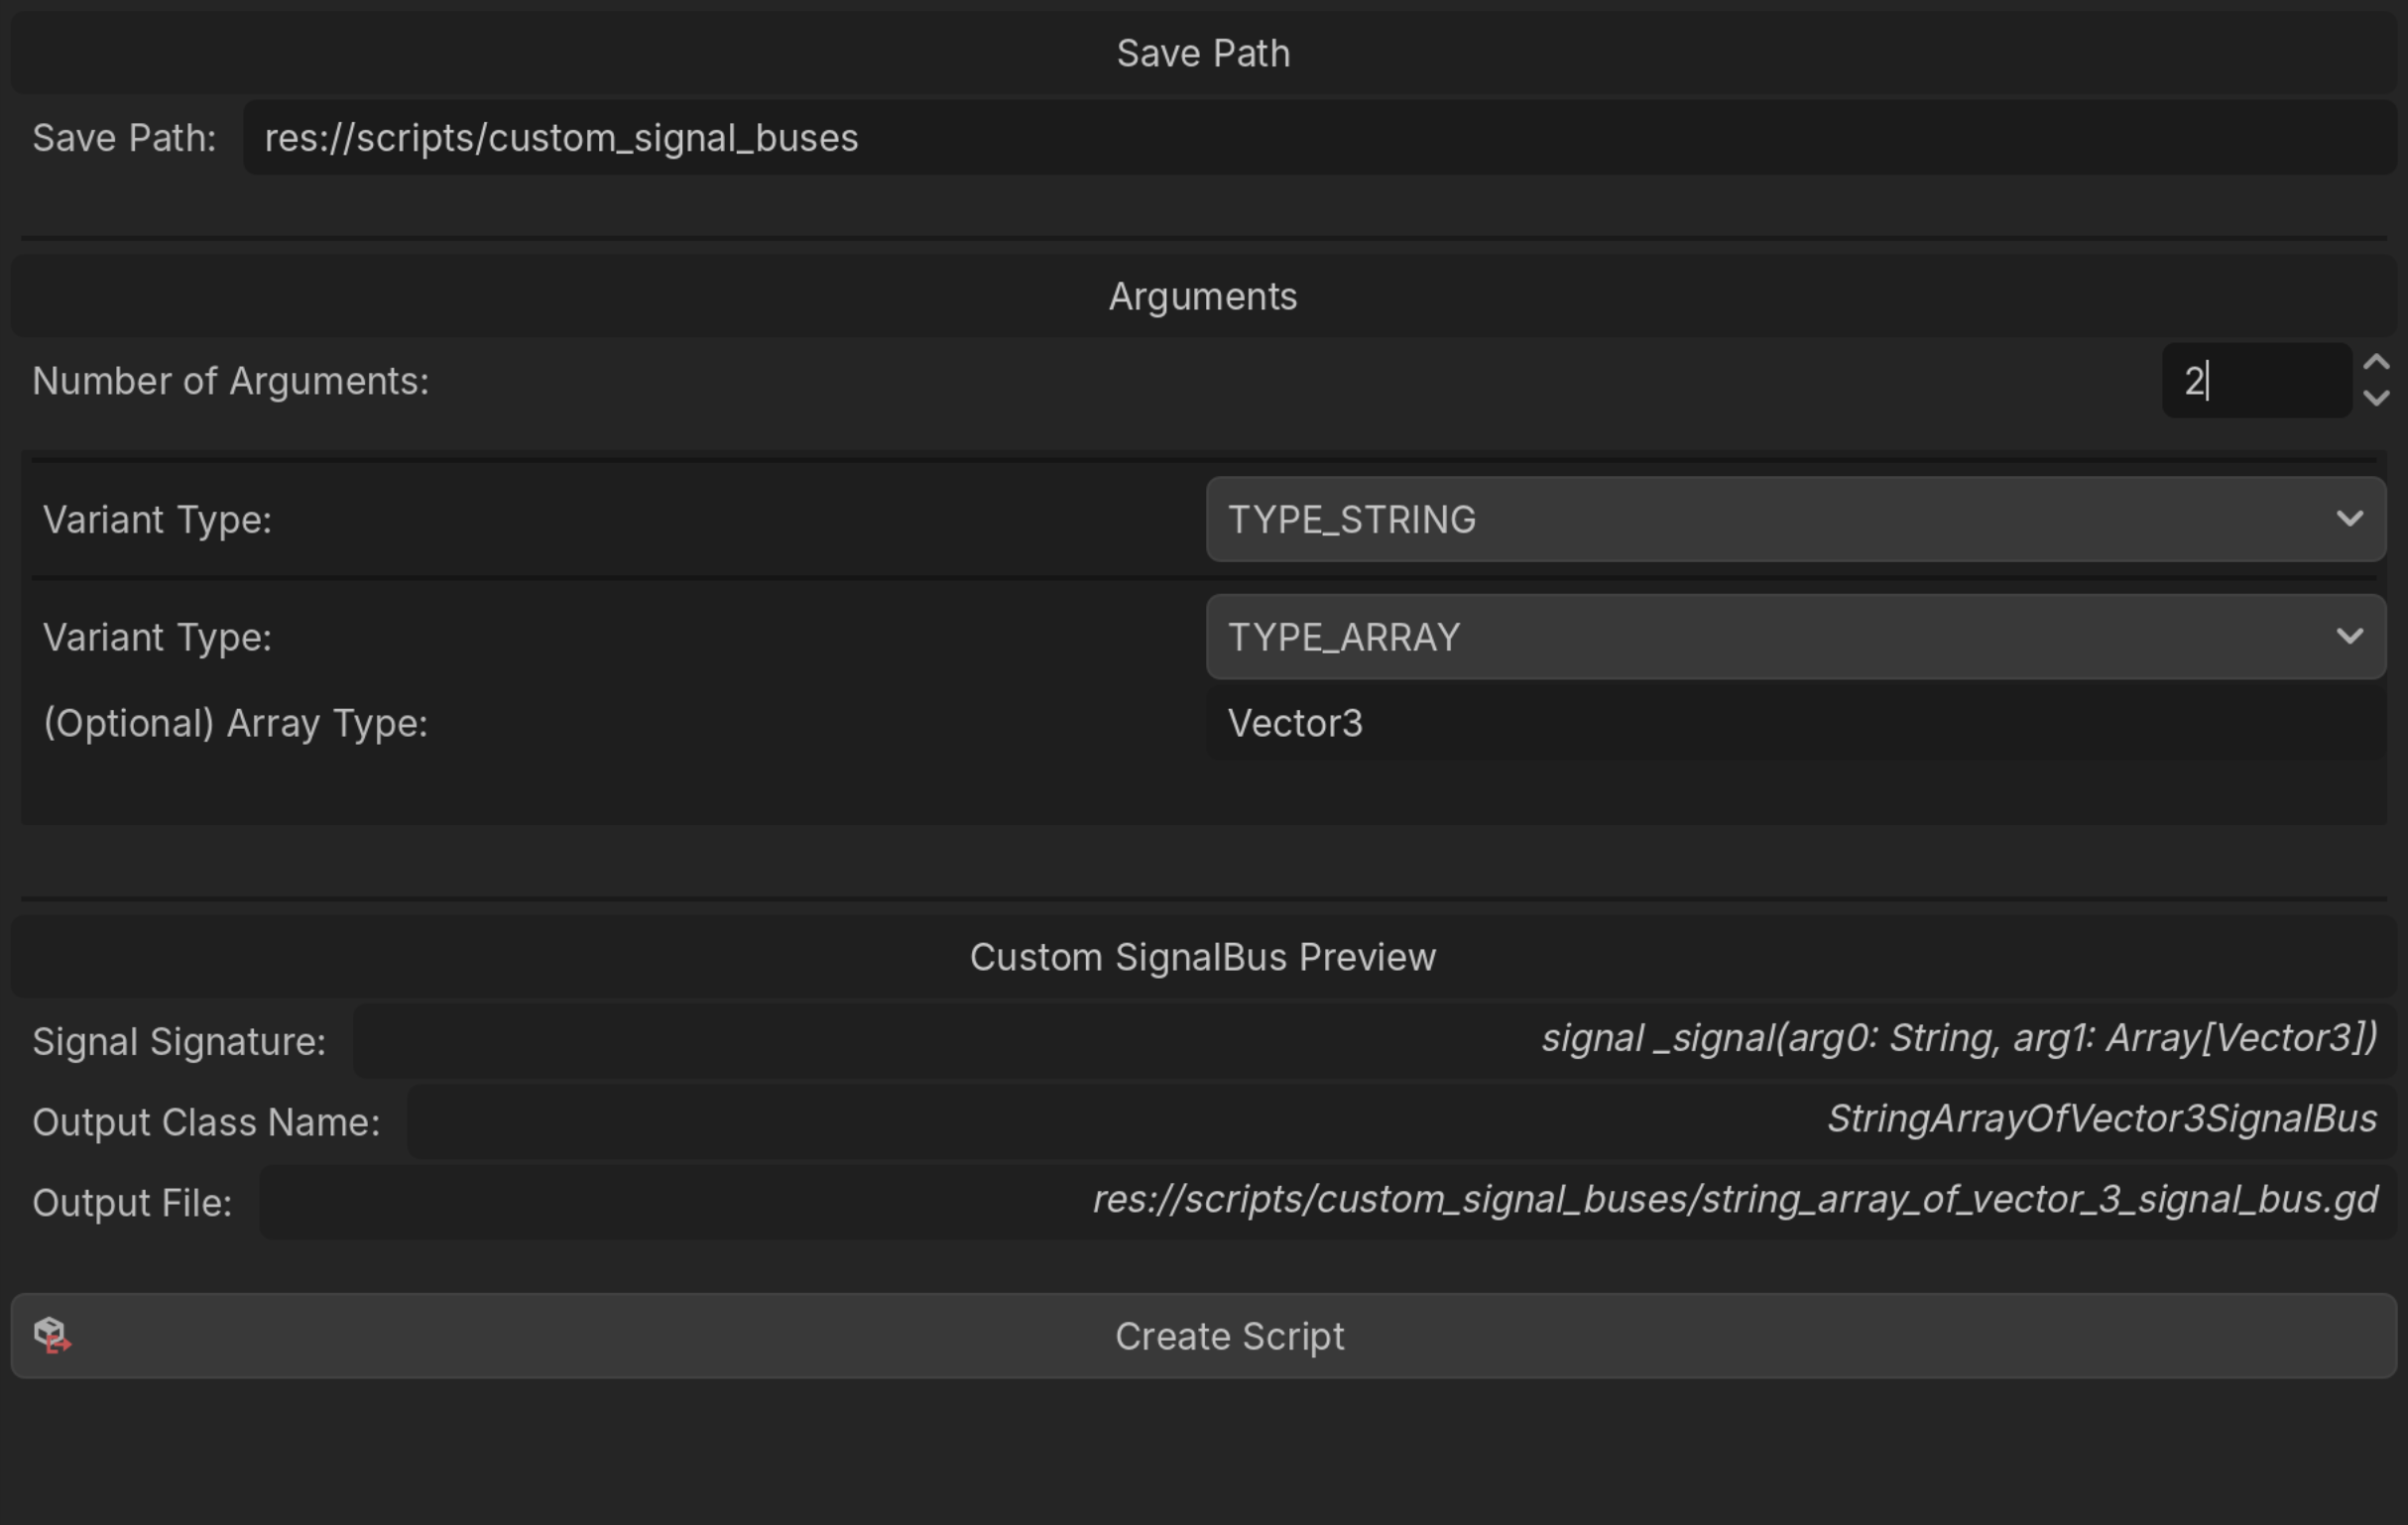 Save Path
Save Path: res://scripts/custom_signal_buses
Arguments
Number of Arguments: 2
Variant Type: TYPE_STRING
Variant Type: TYPE_ARRAY
(Optional) Array Type: Vector3
Custom SignalBus Preview
Signal Signature: signal _signal(arg0: String, arg1: Array[Vector3])
Output Class Name: StringArrayOfVector3SignalBus
Output File: res://scripts/custom_signal_buses/string_array_of_vector_3_signal_bus.gd
Create Script